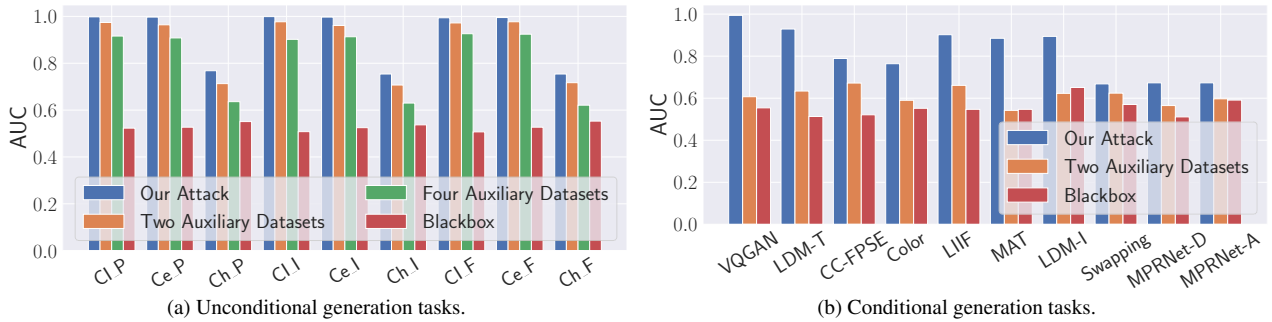 1.0
0.8
0.6
0.4
0.2
0.0
AUC
Our Attack
Two Auxiliary Datasets
Four Auxiliary Datasets
Blackbox
CI_P
Ce_P
Ch_P
CI_I
Ce_I
Ch_I
CI_F
Ce_F
Ch_F
(a) Unconditional generation tasks.
1.0
0.8
0.6
0.4
0.2
0.0
AUC
Our Attack
Two Auxiliary Datasets
Blackbox
VQGAN
LDM-T
CC-FPSE
Color
LIIF
MAT
LDM-I
Swapping
MPRNet-D
MPRNet-A
(b) Conditional generation tasks.